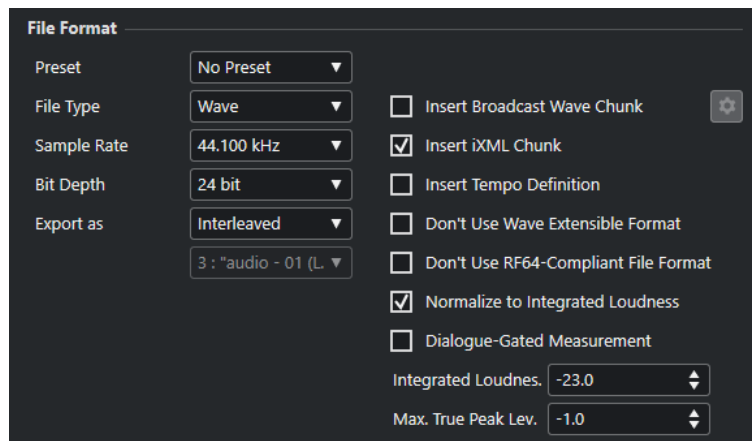 File Format
Preset No Preset
File Type Wave Insert Broadcast Wave Chunk
Sample Rate 44.100 kHz Insert iXML Chunk
Bit Depth 24 bit Insert Tempo Definition
Export as Interleaved Don't Use Wave Extensible Format
3 : "audio - 01 (L. Don't Use RF64-Compliant File Format
Normalize to Integrated Loudness
Dialogue-Gated Measurement
Integrated Loudnes. -23.0
Max. True Peak Lev. -1.0